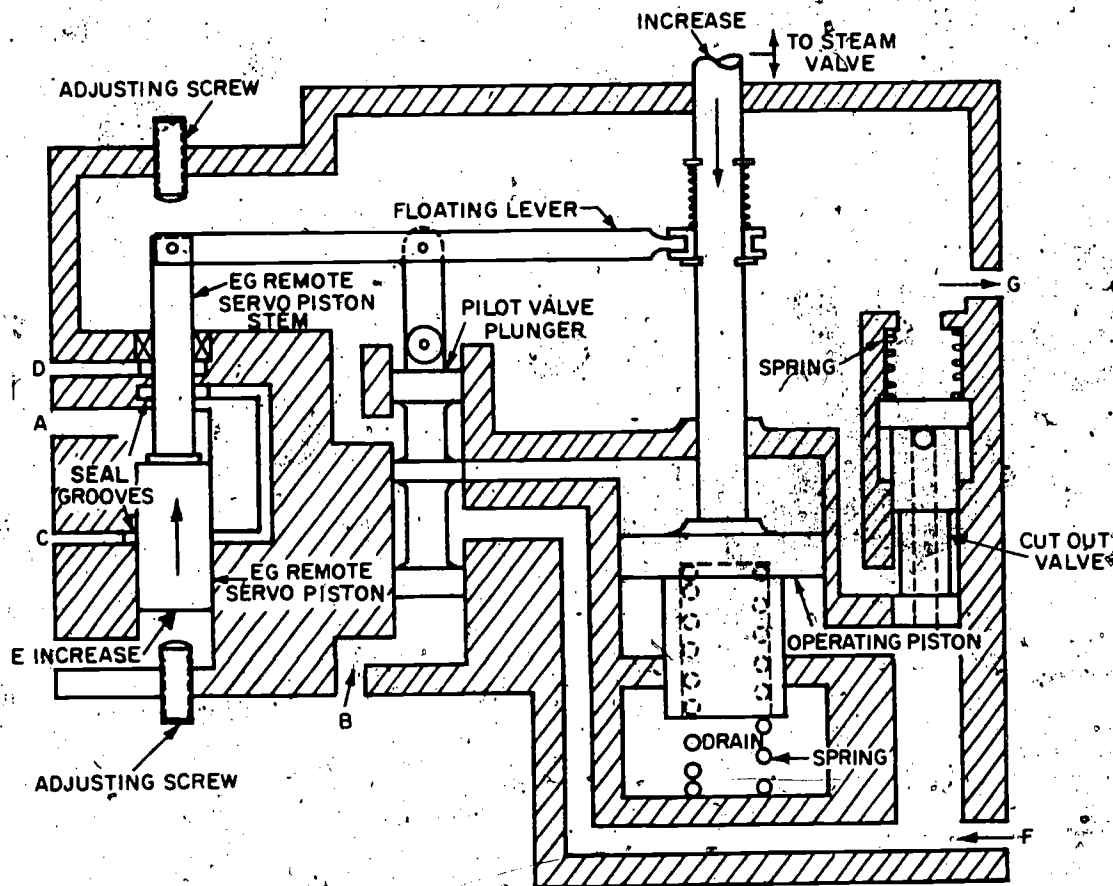 INCREASE
TO STEAM
VALVE
ADJUSTING SCREW
FLOATING LEVER
EG REMOTE
SERVO PISTON
STEM
PILOT VALVE
PLUNGER
G
SPRING
D
A
SEAL
GROOVES
C
EG REMOTE
SERVO PISTON
CUT OUT
VALVE
OPERATING PISTON
E INCREASE
B
DRAIN
SPRING
ADJUSTING SCREW
F